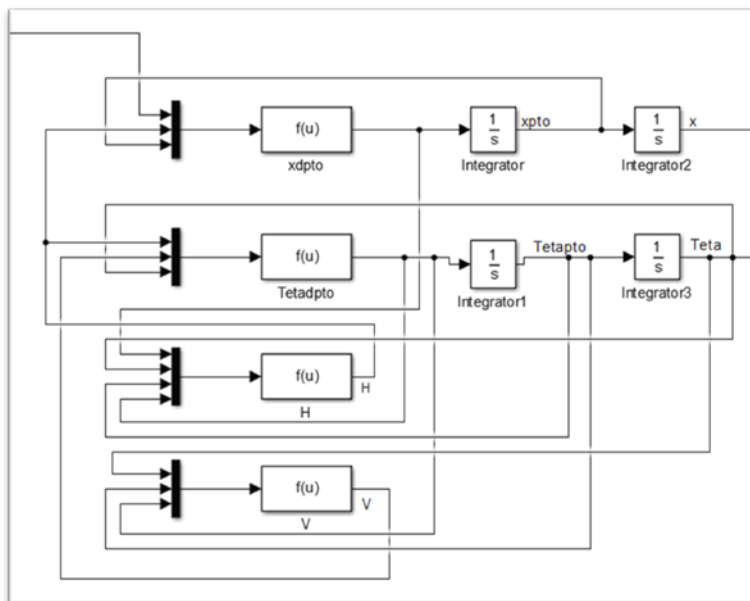 f(u)
xdpto
1
s
Integrator
xpto
1
s
Integrator2
x
f(u)
Tetadpto
1
s
Integrator1
Tetapto
1
s
Integrator3
Teta
f(u)
H
H
f(u)
V
V